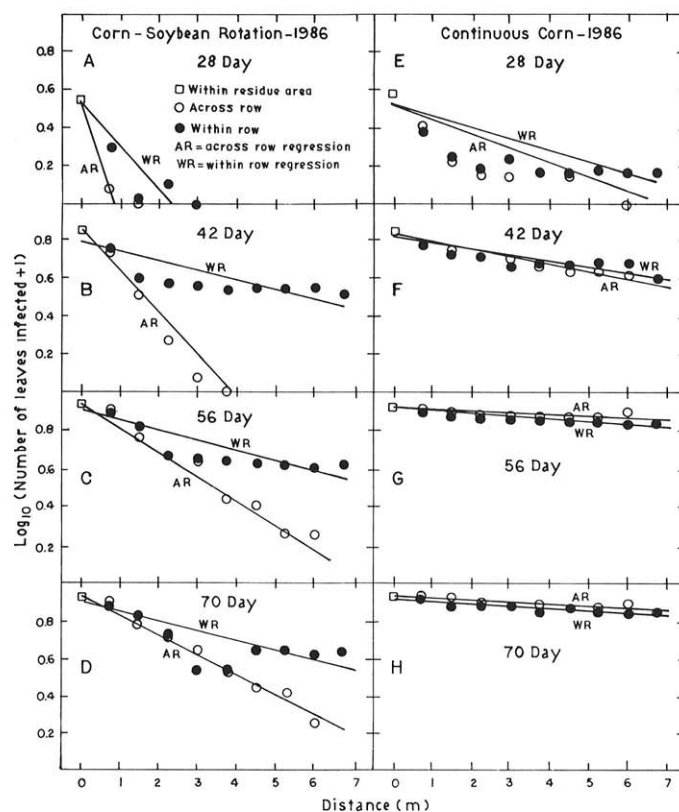 Corn-Soybean Rotation-1986
A
28 Day
□ Within residue area
○ Across row
● Within row
AR = across row regression
WR = within row regression
AR
WR
0.8
0.6
0.4
0.2
B
42 Day
WR
AR
0.8
0.6
0.4
0.2
C
56 Day
WR
AR
0.8
0.6
0.4
0.2
D
70 Day
WR
AR
0.8
0.6
0.4
0.2
0 1 2 3 4 5 6 7
Continuous Corn-1986
E
28 Day
WR
AR
F
42 Day
WR
AR
G
56 Day
AR
WR
H
70 Day
AR
WR
0 1 2 3 4 5 6 7
Log10 (Number of leaves infected +1)
Distance (m)